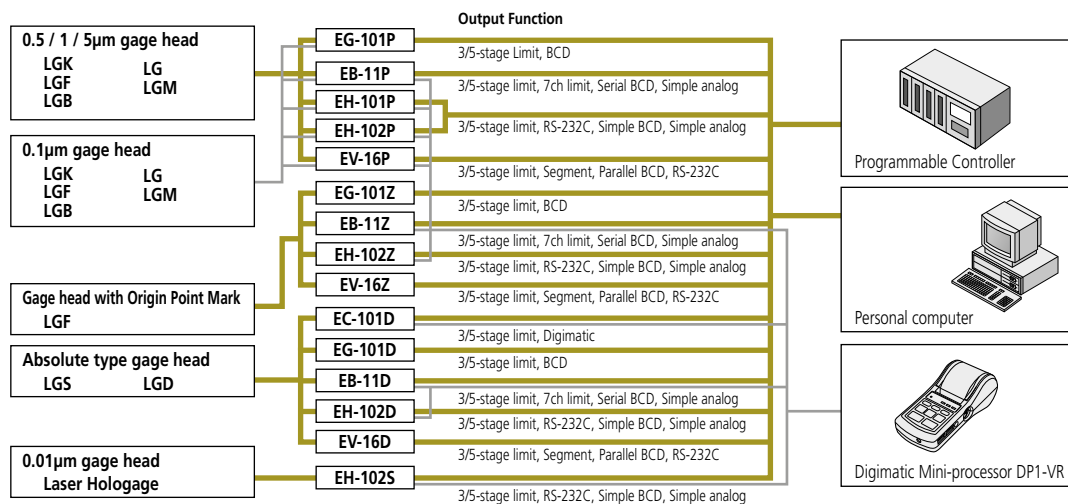 Output Function
0.5 / 1 / 5µm gage head
LGK LG
LGF LGM
LGB
0.1µm gage head
LGK LG
LGF LGM
LGB
Gage head with Origin Point Mark
LGF
Absolute type gage head
LGS LGD
0.01µm gage head
Laser Hologage
EG-101P
3/5-stage Limit, BCD
EB-11P
3/5-stage limit, 7ch limit, Serial BCD, Simple analog
EH-101P
EH-102P
3/5-stage limit, RS-232C, Simple BCD, Simple analog
EV-16P
3/5-stage limit, Segment, Parallel BCD, RS-232C
EG-101Z
3/5-stage limit, BCD
EB-11Z
3/5-stage limit, 7ch limit, Serial BCD, Simple analog
EH-102Z
3/5-stage limit, RS-232C, Simple BCD, Simple analog
EV-16Z
3/5-stage limit, Segment, Parallel BCD, RS-232C
EC-101D
3/5-stage limit, Digimatic
EG-101D
3/5-stage limit, BCD
EB-11D
3/5-stage limit, 7ch limit, Serial BCD, Simple analog
EH-102D
3/5-stage limit, RS-232C, Simple BCD, Simple analog
EV-16D
3/5-stage limit, Segment, Parallel BCD, RS-232C
EH-102S
3/5-stage limit, RS-232C, Simple BCD, Simple analog
Programmable Controller
Personal computer
Digimatic Mini-processor DP1-VR